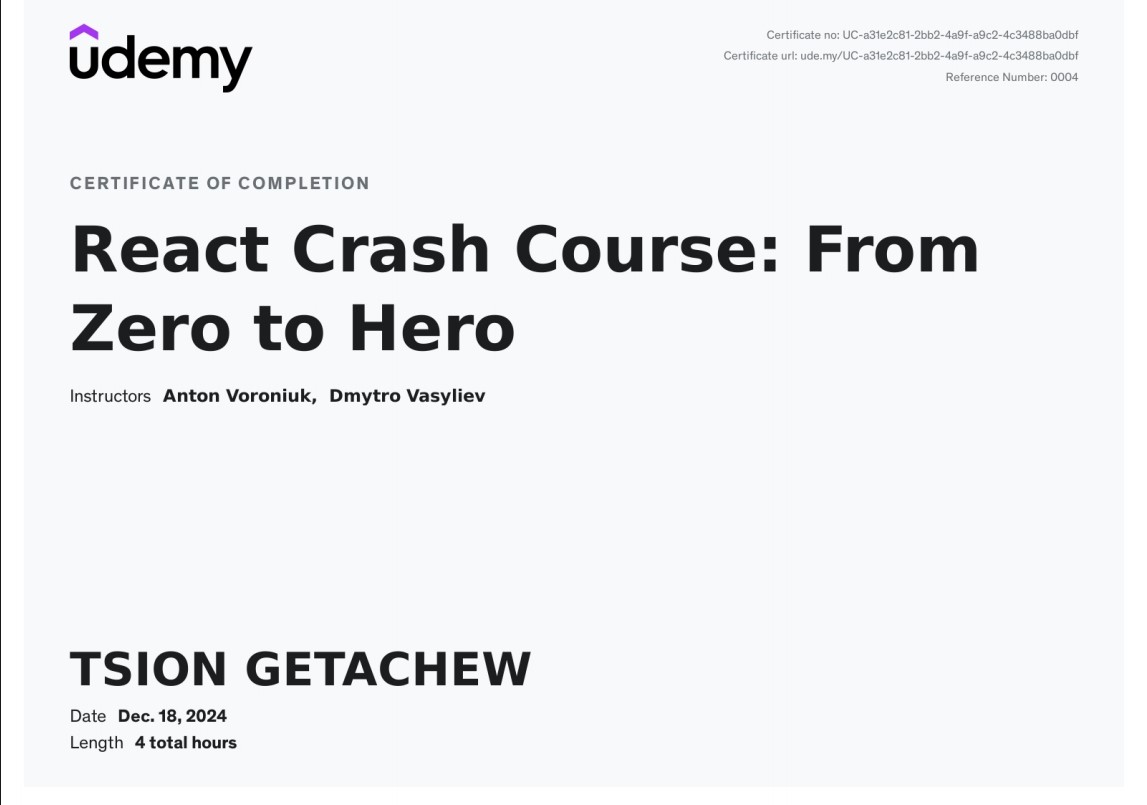 udemy
Certificate no: UC-a31e2c81-2bb2-4a9f-a9c2-4c3488ba0dbf
Certificate url: ude.my/UC-a31e2c81-2bb2-4a9f-a9c2-4c3488ba0dbf
Reference Number: 0004
CERTIFICATE OF COMPLETION
React Crash Course: From
Zero to Hero
Instructors Anton Voroniuk, Dmytro Vasyliev
TSION GETACHEW
Date Dec. 18, 2024
Length 4 total hours